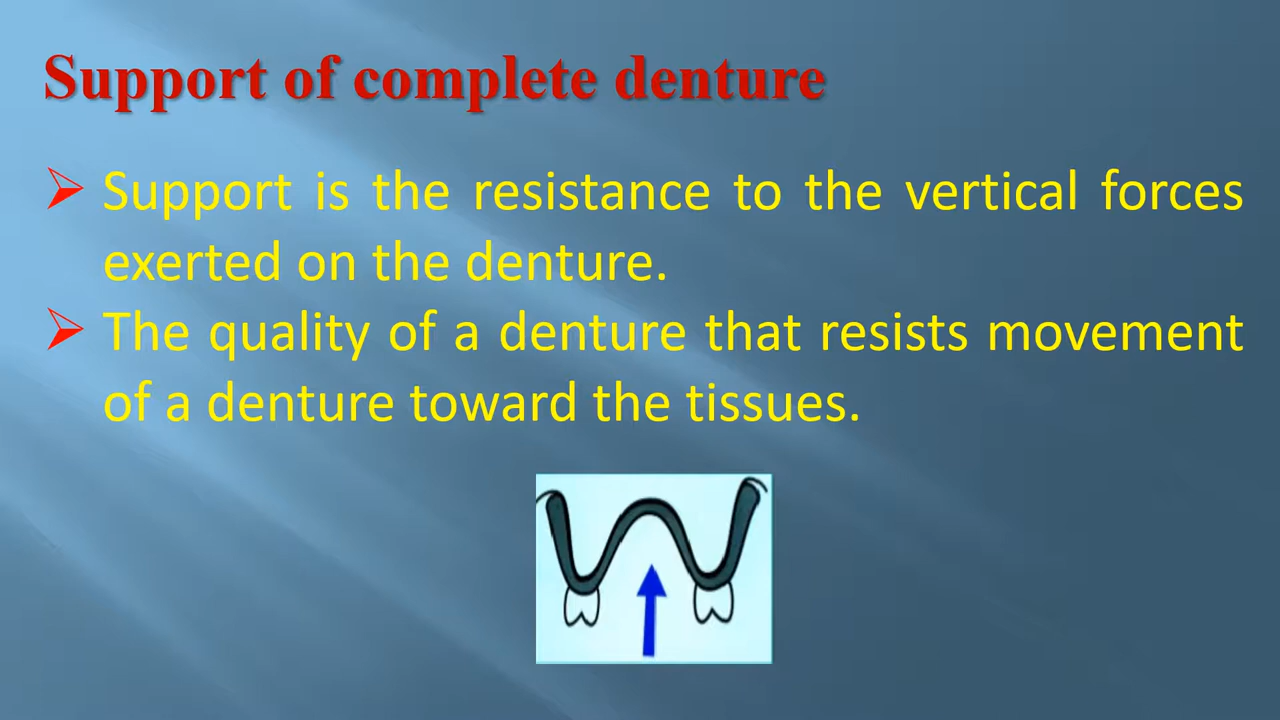 Support of complete denture
Support is the resistance to the vertical forces
exerted on the denture.
The quality of a denture that resists movement
of a denture toward the tissues.